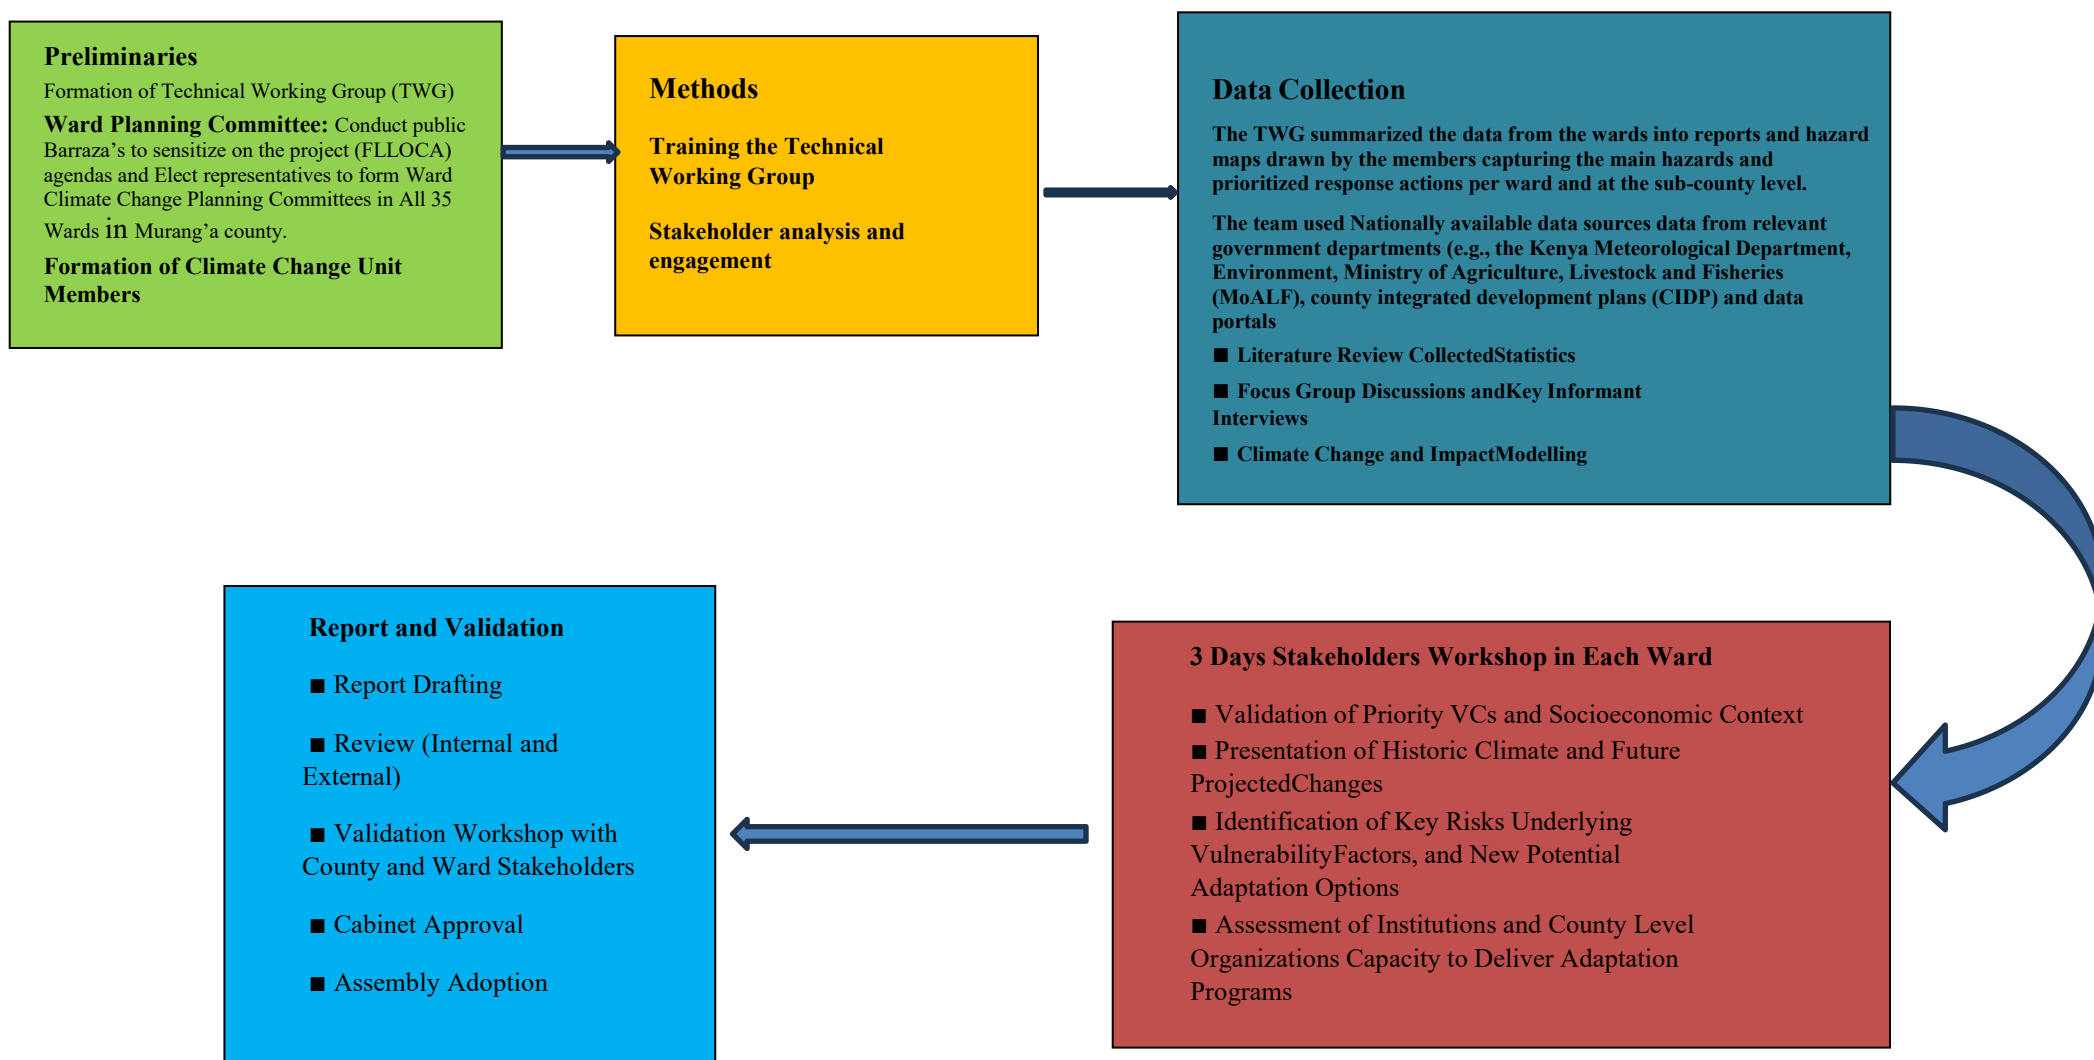 Preliminaries
Formation of Technical Working Group (TWG)
Ward Planning Committee: Conduct public
Barraza’s to sensitize on the project (FLLOCA)
agendas and Elect representatives to form Ward
Climate Change Planning Committees in All 35
Wards in Murang’a county.
Formation of Climate Change Unit
Members
Methods
Training the Technical
Working Group
Stakeholder analysis and
engagement
Data Collection
The TWG summarized the data from the wards into reports and hazard
maps drawn by the members capturing the main hazards and
prioritized response actions per ward and at the sub-county level.
The team used Nationally available data sources data from relevant
government departments (e.g., the Kenya Meteorological Department,
Environment, Ministry of Agriculture, Livestock and Fisheries
(MoALF), county integrated development plans (CIDP) and data
portals
■ Literature Review CollectedStatistics
■ Focus Group Discussions andKey Informant
Interviews
■ Climate Change and ImpactModelling
3 Days Stakeholders Workshop in Each Ward
■ Validation of Priority VCs and Socioeconomic Context
■ Presentation of Historic Climate and Future
ProjectedChanges
■ Identification of Key Risks Underlying
VulnerabilityFactors, and New Potential
Adaptation Options
■ Assessment of Institutions and County Level
Organizations Capacity to Deliver Adaptation
Programs
Report and Validation
■ Report Drafting
■ Review (Internal and
External)
■ Validation Workshop with
County and Ward Stakeholders
■ Cabinet Approval
■ Assembly Adoption